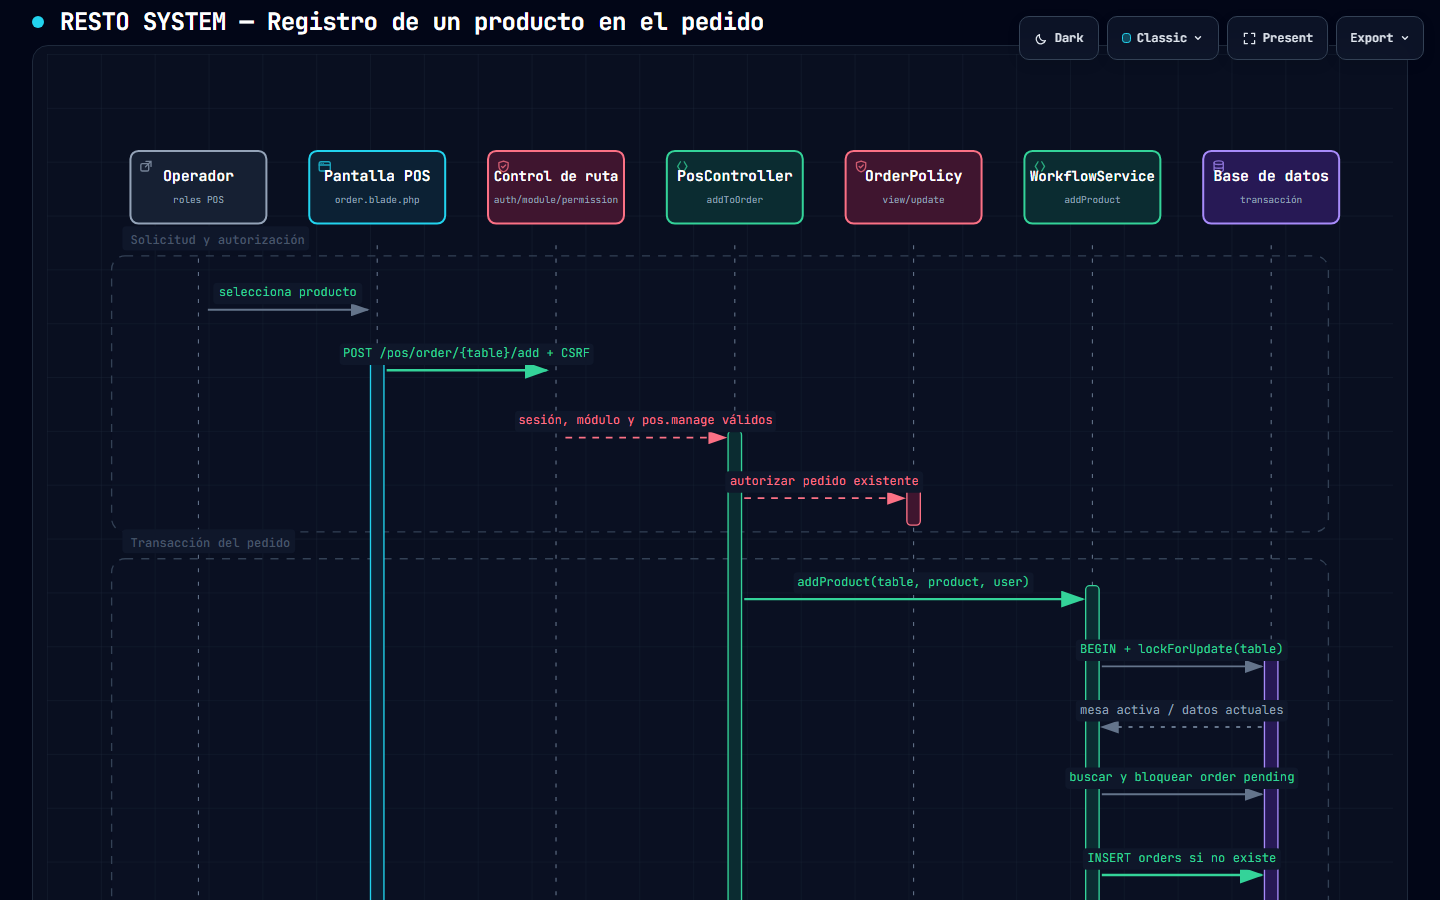 RESTO SYSTEM — Registro de un producto en el pedido
Dark
Classic
Present
Export
Operador
roles POS
Pantalla POS
order.blade.php
Control de ruta
auth/module/permission
PosController
addToOrder
OrderPolicy
view/update
WorkflowService
addProduct
Base de datos
transacción
Solicitud y autorización
selecciona producto
POST /pos/order/{table}/add + CSRF
sesión, módulo y pos.manage válidos
autorizar pedido existente
Transacción del pedido
addProduct(table, product, user)
BEGIN + lockForUpdate(table)
mesa activa / datos actuales
buscar y bloquear order pending
INSERT orders si no existe